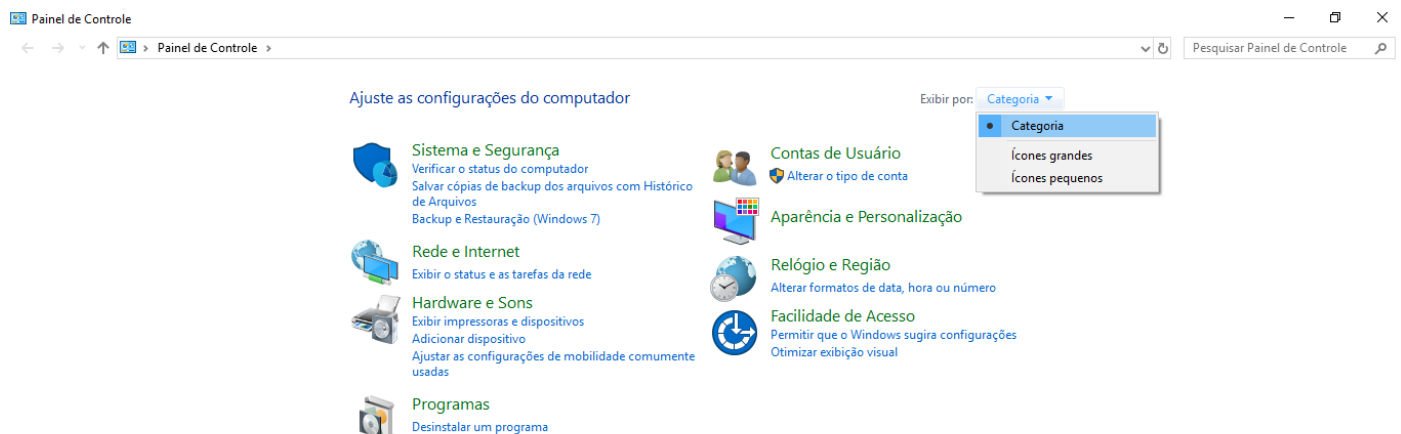 Painel de Controle
Painel de Controle
Pesquisar Painel de Controle
Ajuste as configurações do computador
Exibir por: Categoria
Categoria
Ícones grandes
Ícones pequenos
Sistema e Segurança
Verificar o status do computador
Salvar cópias de backup dos arquivos com Histórico
de Arquivos
Backup e Restauração (Windows 7)
Rede e Internet
Exibir o status e as tarefas da rede
Hardware e Sons
Exibir impressoras e dispositivos
Adicionar dispositivo
Ajustar as configurações de mobilidade comumente
usadas
Programas
Desinstalar um programa
Contas de Usuário
Alterar o tipo de conta
Aparência e Personalização
Relógio e Região
Alterar formatos de data, hora ou número
Facilidade de Acesso
Permitir que o Windows sugira configurações
Otimizar exibição visual